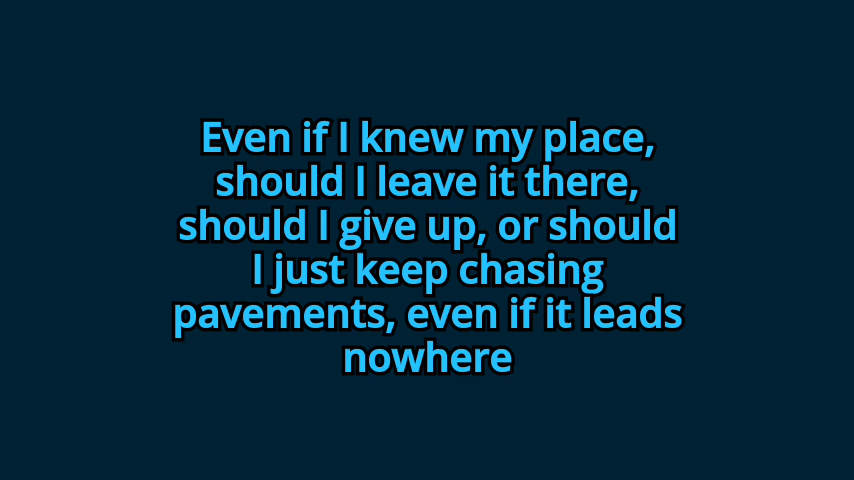 Even if I knew my place,
should I leave it there,
should I give up, or should
I just keep chasing
pavements, even if it leads
nowhere